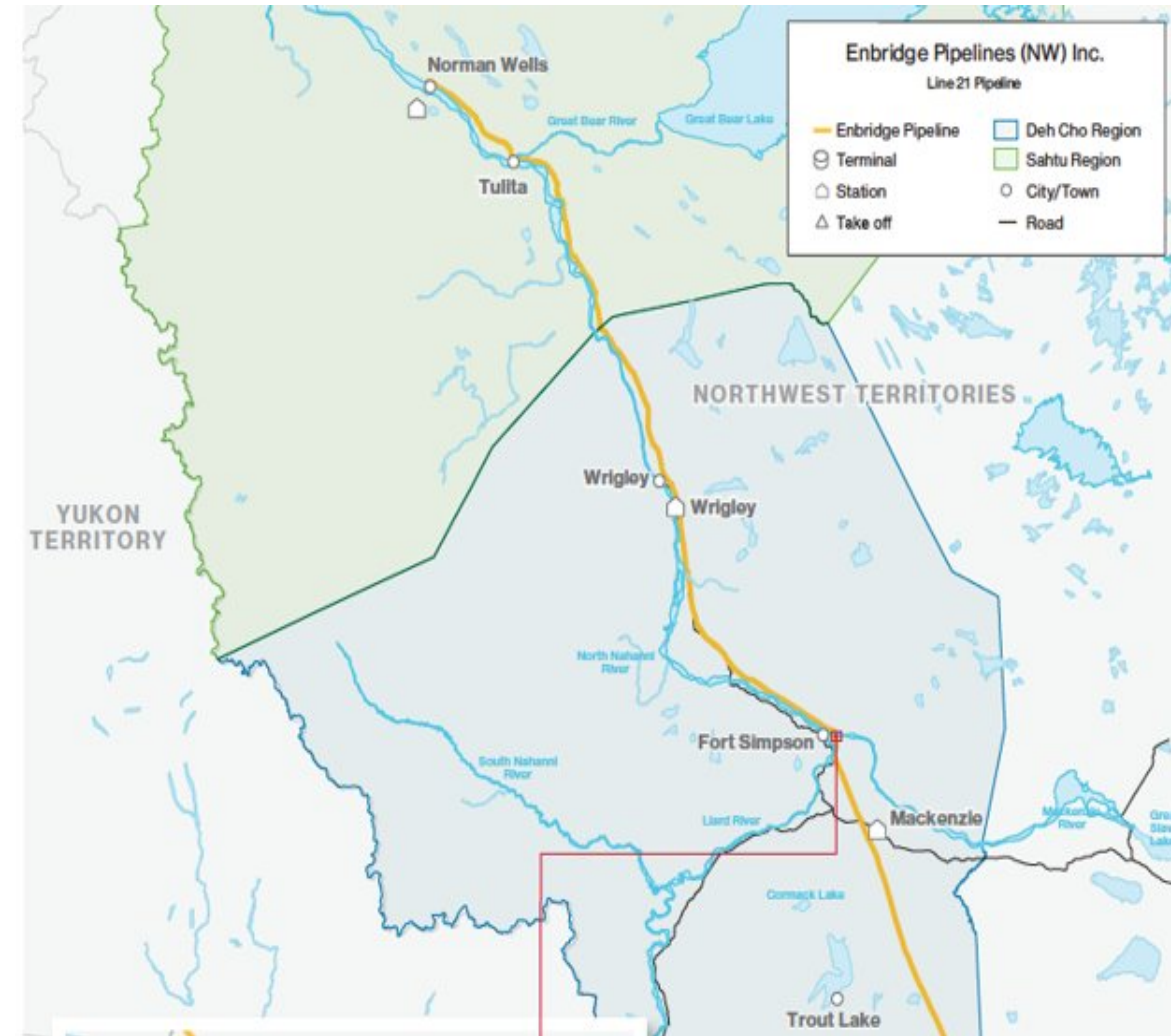 Enbridge Pipelines (NW) Inc.
Line 21 Pipeline
Enbridge Pipeline
Deh Cho Region
Terminal
Sahtu Region
Station
City/Town
Take off
Road
Norman Wells
Great Bear River
Great Bear Lake
Tulita
NORTHWEST TERRITORIES
Wrigley
Wrigley
YUKON
TERRITORY
North Nahanni
River
Fort Simpson
South Nahanni
River
Liard River
Mackenzie
Mackenzie
River
Cormack Lake
Trout Lake